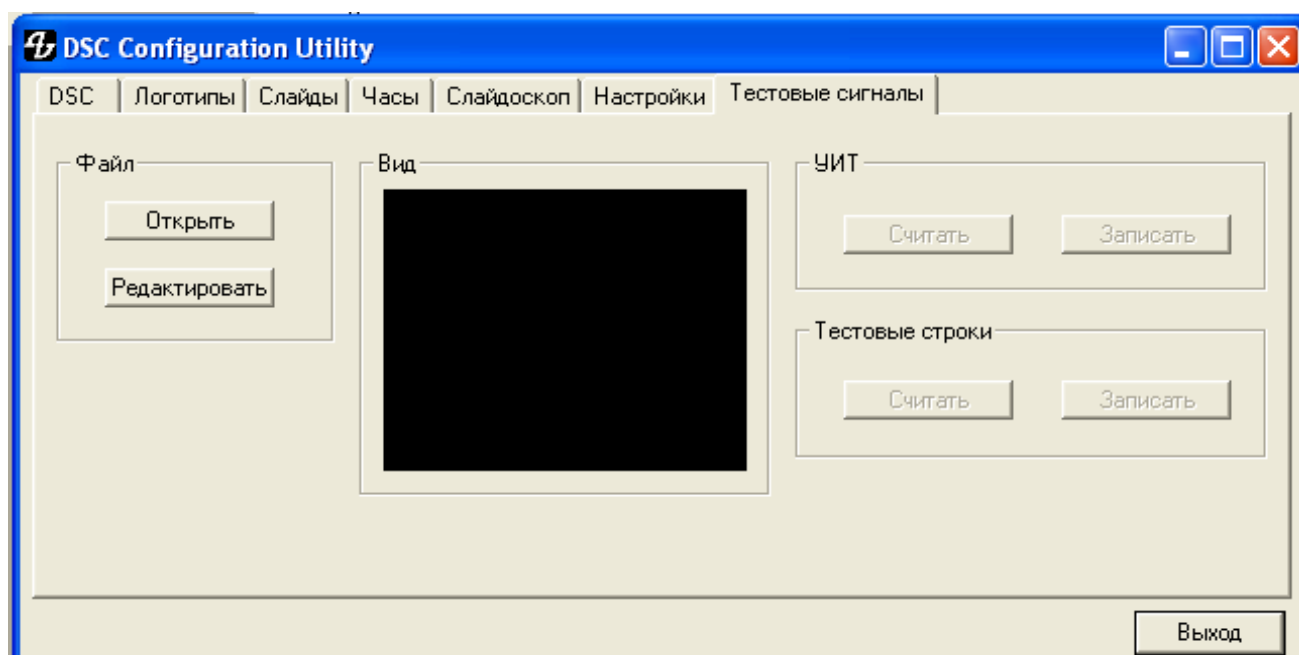 DSC Configuration Utility
DSC Логотипы Слайды Часы Слайдоскоп Настройки Тестовые сигналы
Файл
Открыть
Редактировать
Вид
УИТ
Считать Записать
Тестовые строки
Считать Записать
Выход